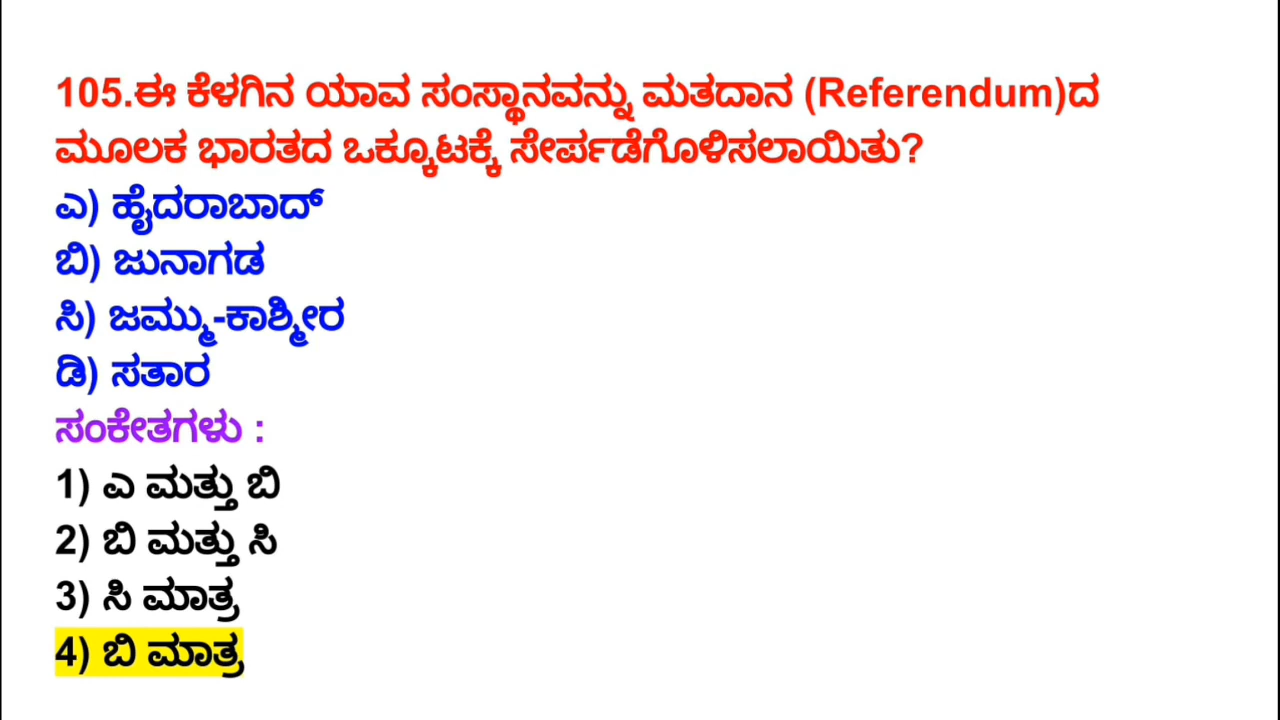 105.ಈ ಕೆಳಗಿನ ಯಾವ ಸಂಸ್ಥಾನವನ್ನು ಮತದಾನ (Referendum)ದ
ಮೂಲಕ ಭಾರತದ ಒಕ್ಕೂಟಕ್ಕೆ ಸೇರ್ಪಡೆಗೊಳಿಸಲಾಯಿತು?
ಎ) ಹೈದರಾಬಾದ್
ಬಿ) ಜುನಾಗಡ
ಸಿ) ಜಮ್ಮು-ಕಾಶ್ಮೀರ
ಡಿ) ಸತಾರ
ಸಂಕೇತಗಳು :
1) ಎ ಮತ್ತು ಬಿ
2) ಬಿ ಮತ್ತು ಸಿ
3) ಸಿ ಮಾತ್ರ
4) ಬಿ ಮಾತ್ರ